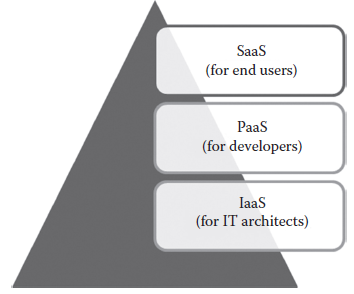 SaaS
(for end users)
PaaS
(for developers)
IaaS
(for IT architects)